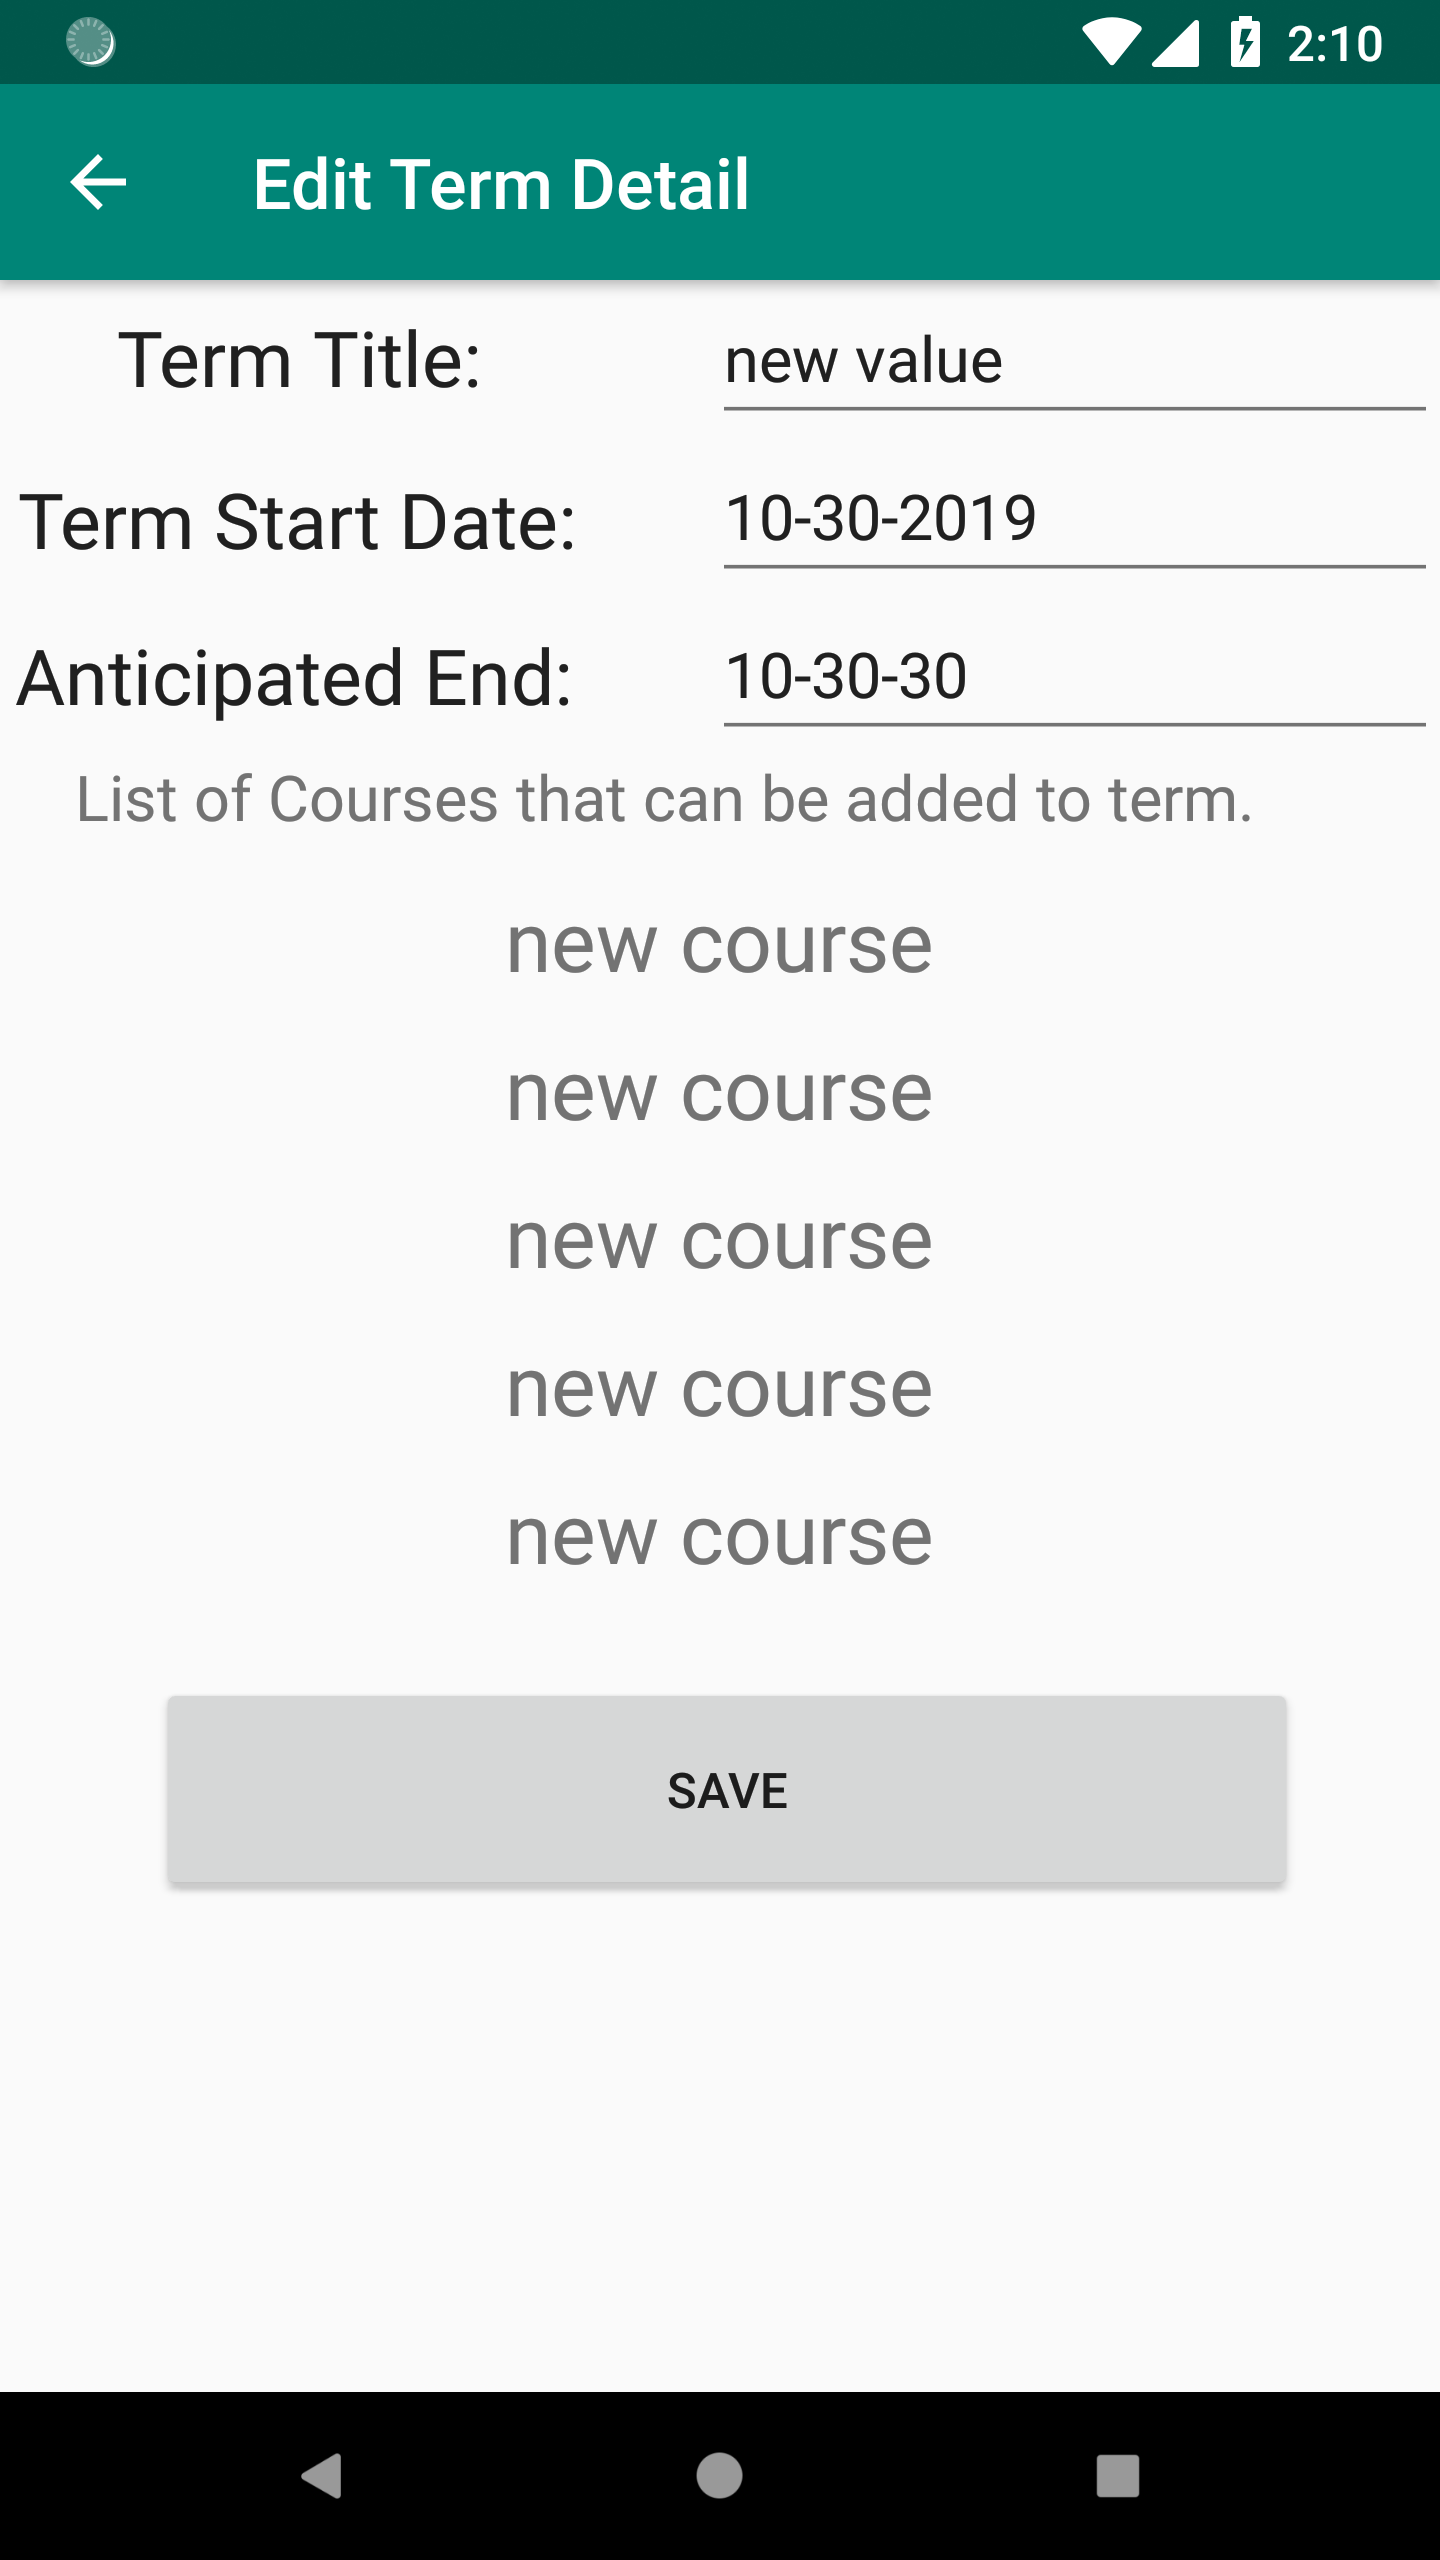 2:10
Edit Term Detail
Term Title: new value
Term Start Date: 10-30-2019
Anticipated End: 10-30-30
List of Courses that can be added to term.
new course
new course
new course
new course
new course
SAVE